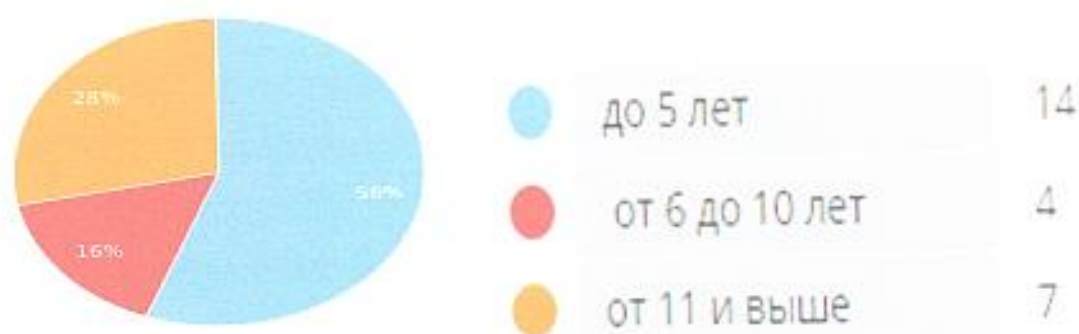 28%
56%
16%
до 5 лет 14
от 6 до 10 лет 4
от 11 и выше 7